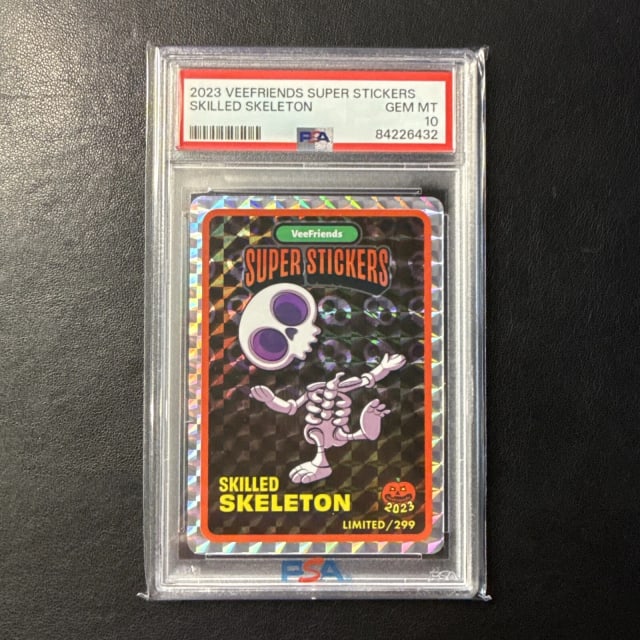 2023 VEEFRIENDS SUPER STICKERS
SKILLED SKELETON GEM MT
10
84226432
PSA
VeeFriends
SUPER STICKERS
SKILLED
SKELETON
2023
LIMITED/299
PSA